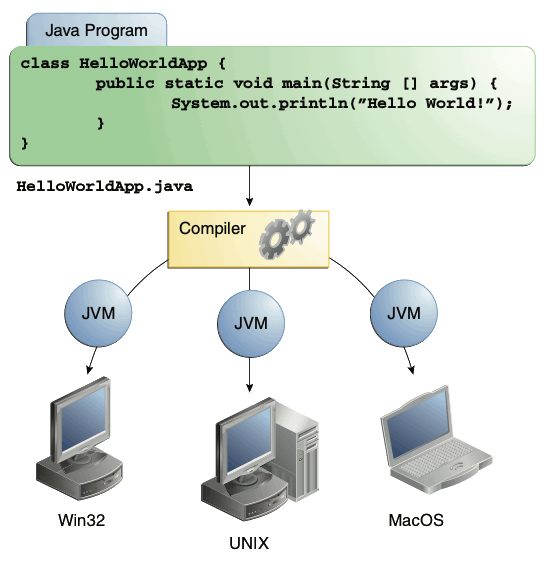 Java Program
class HelloWorldApp {
public static void main(String [] args) {
System.out.println(”Hello World!”);
}
}
HelloWorldApp.java
Compiler
JVM
JVM
JVM
Win32
UNIX
MacOS